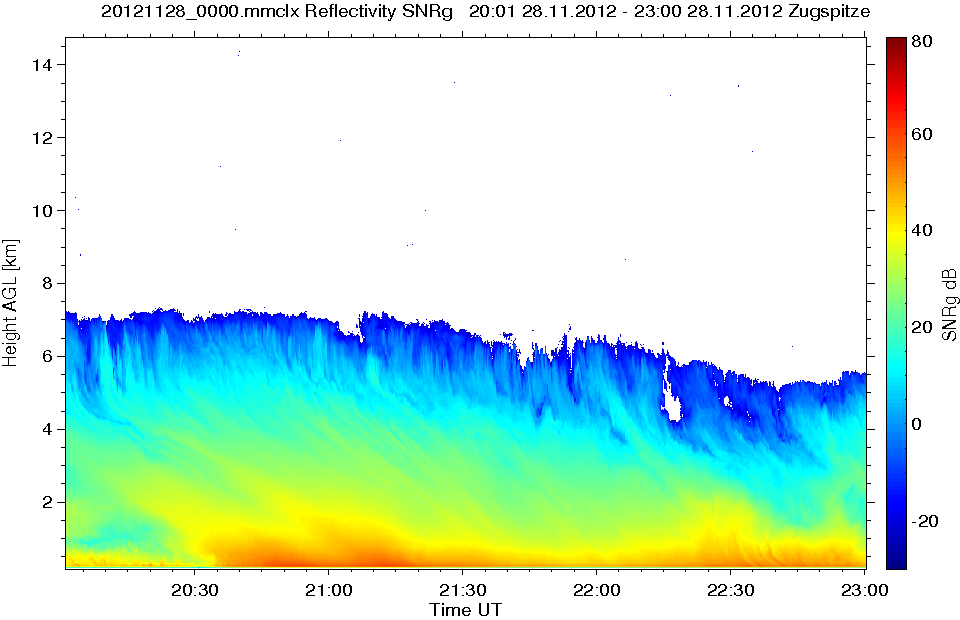 20121128_0000.mmclx Reflectivity SNRg   20:01 28.11.2012 - 23:00 28.11.2012 Zugspitze
Height AGL [km]
14
12
10
8
6
4
2
20:30 21:00 21:30 22:00 22:30 23:00
Time UT
80
60
40
20
0
-20
SNRg dB